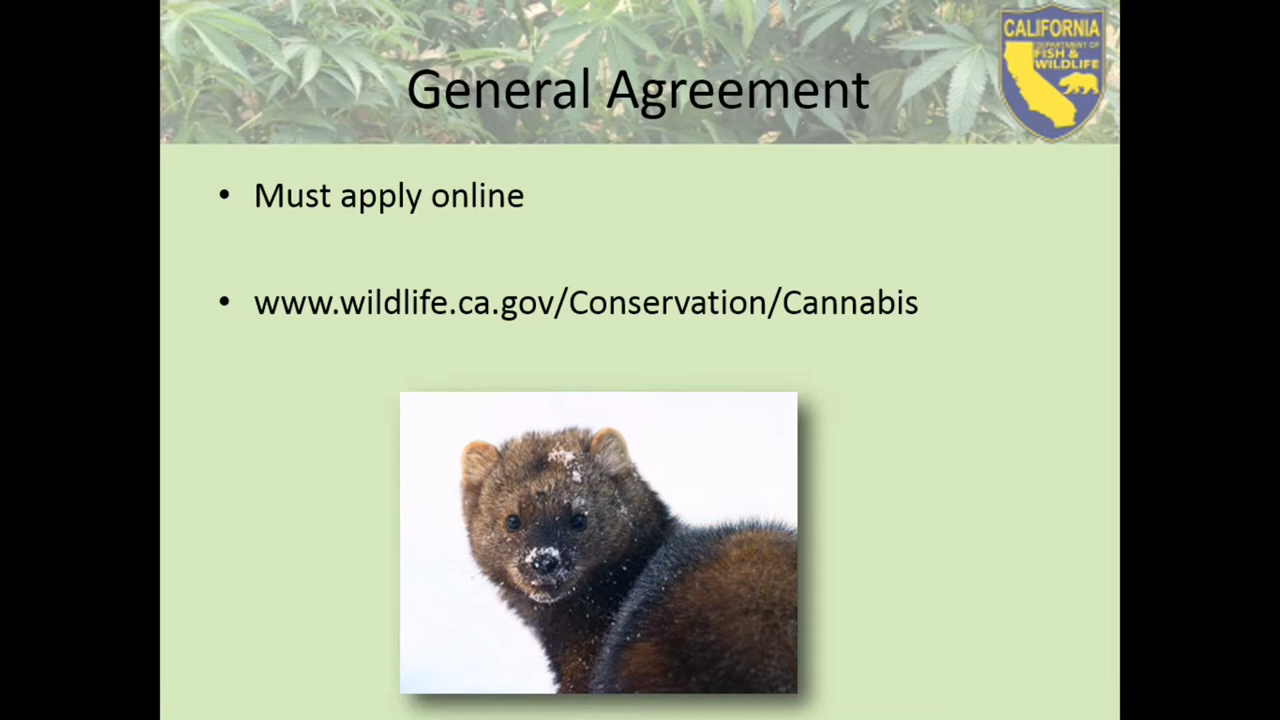 General Agreement
CALIFORNIA
DEPARTMENT OF
FISH &
WILDLIFE
• Must apply online
• www.wildlife.ca.gov/Conservation/Cannabis